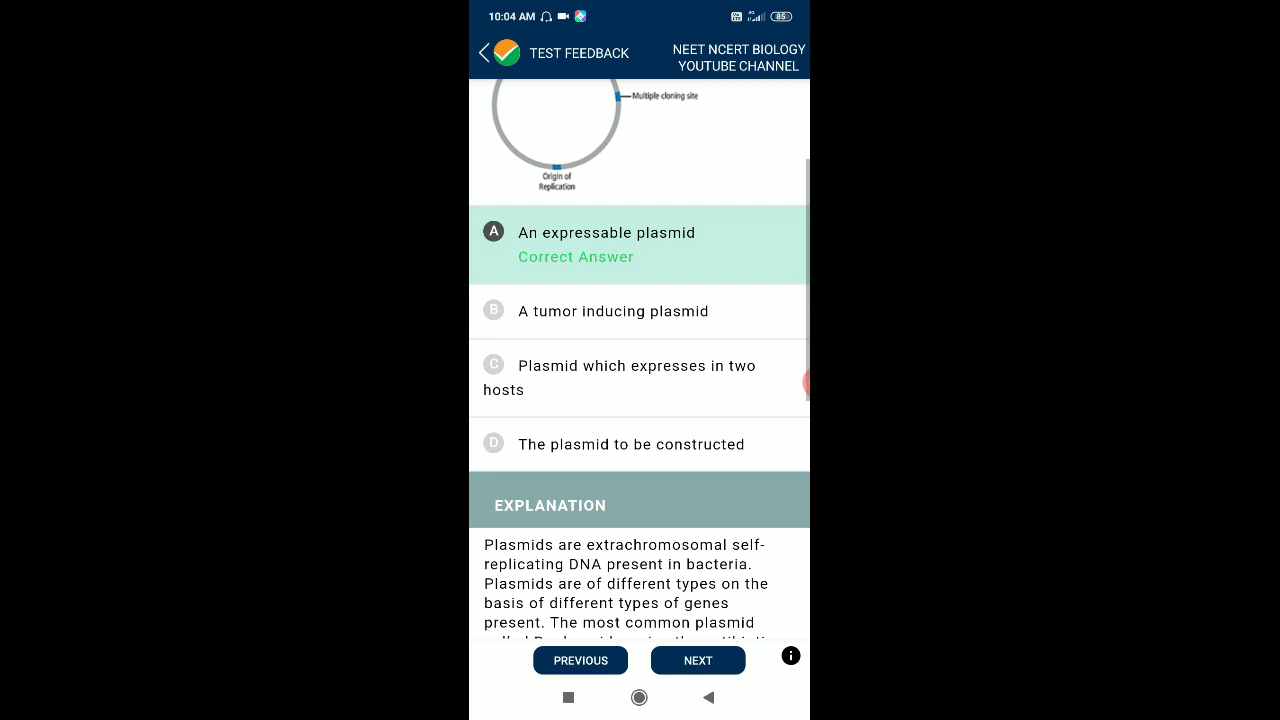 10:04 AM
4G
85
TEST FEEDBACK
NEET NCERT BIOLOGY
YOUTUBE CHANNEL
Multiple cloning site
Origin of
Replication
A An expressable plasmid
Correct Answer
B A tumor inducing plasmid
C Plasmid which expresses in two
hosts
D The plasmid to be constructed
EXPLANATION
Plasmids are extrachromosomal self-
replicating DNA present in bacteria.
Plasmids are of different types on the
basis of different types of genes
present. The most common plasmid
PREVIOUS
NEXT